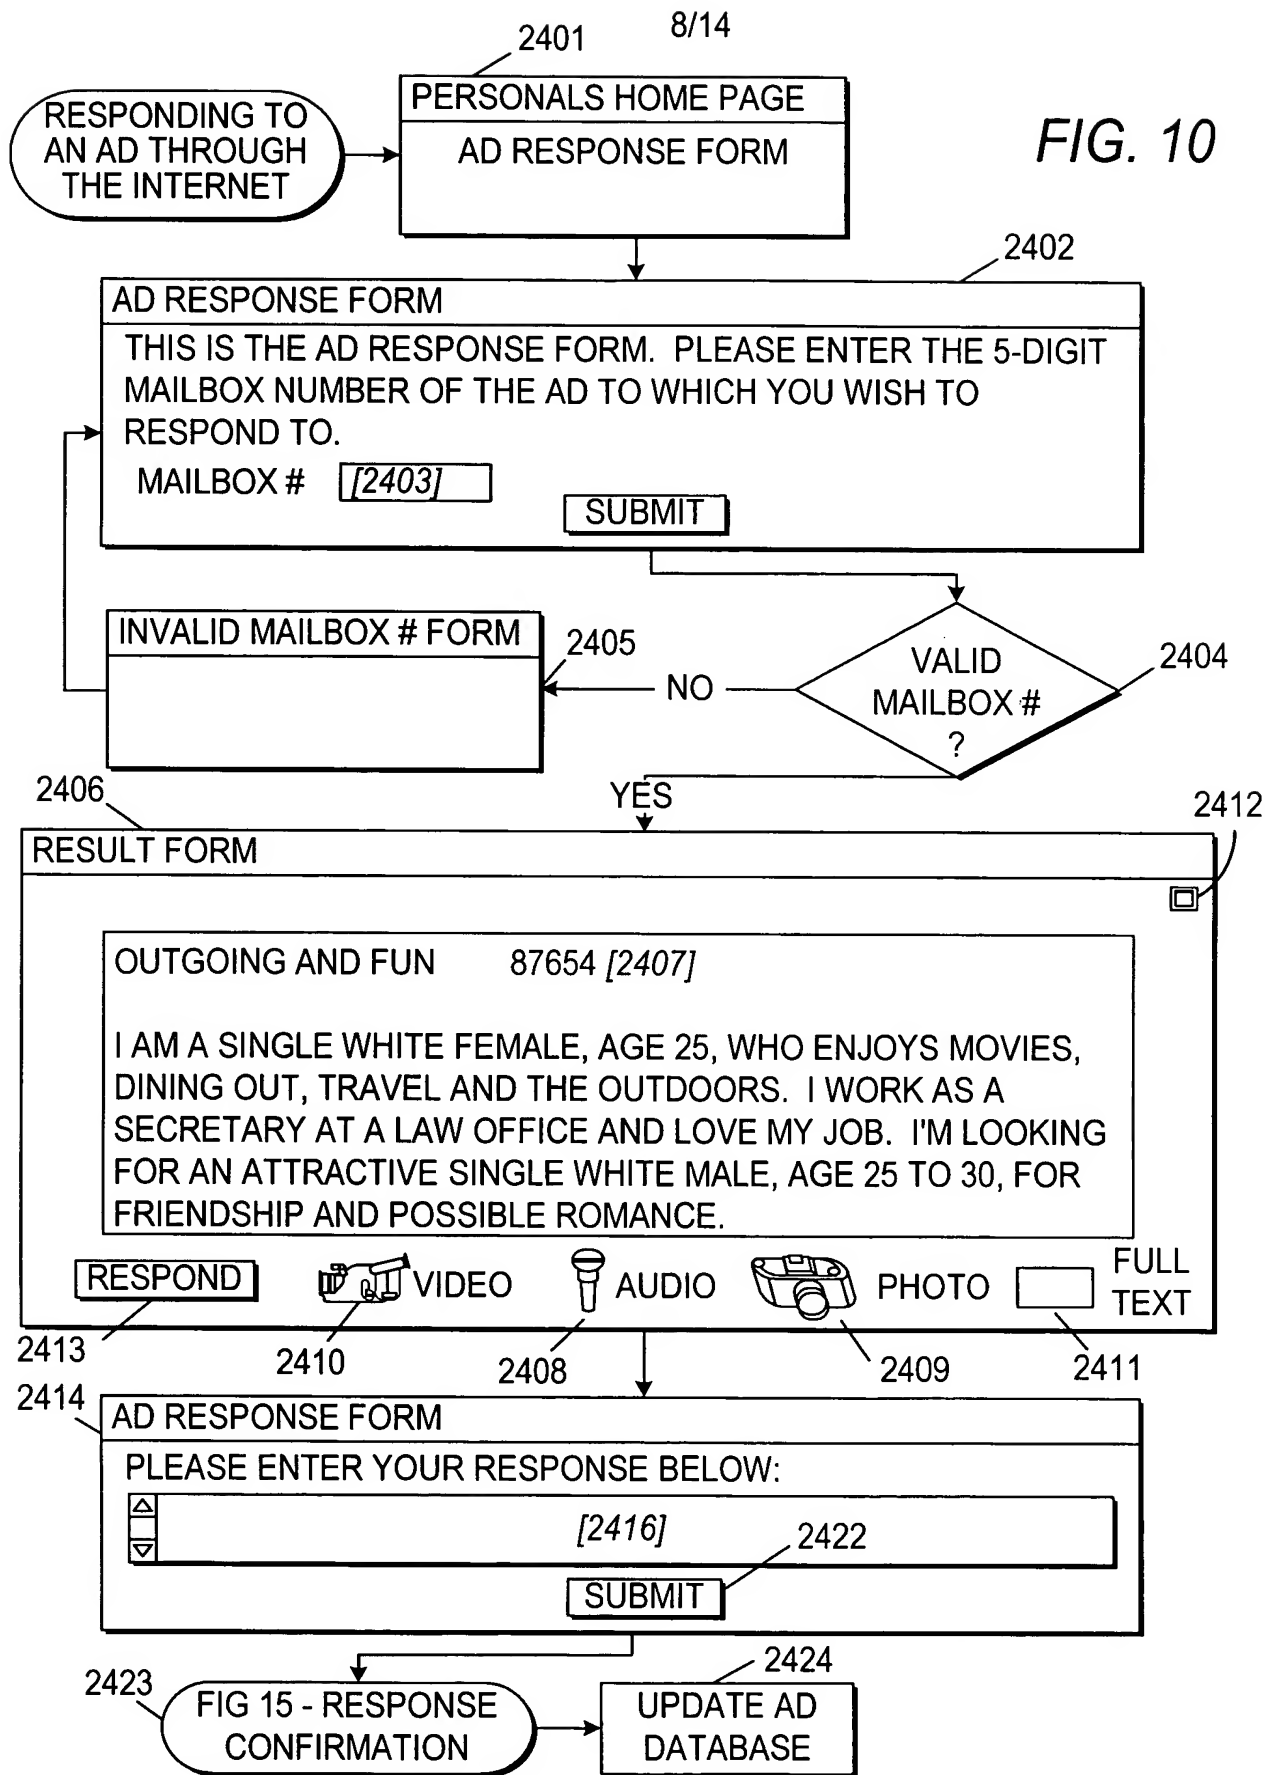 8/14
FIG. 10
2401
RESPONDING TO
AN AD THROUGH
THE INTERNET
PERSONALS HOME PAGE
AD RESPONSE FORM
2402
AD RESPONSE FORM
THIS IS THE AD RESPONSE FORM. PLEASE ENTER THE 5-DIGIT
MAILBOX NUMBER OF THE AD TO WHICH YOU WISH TO
RESPOND TO.
MAILBOX # [2403]
SUBMIT
INVALID MAILBOX # FORM
2405
NO
VALID
MAILBOX #
?
2404
YES
2406
2412
RESULT FORM
OUTGOING AND FUN 87654 [2407]
I AM A SINGLE WHITE FEMALE, AGE 25, WHO ENJOYS MOVIES,
DINING OUT, TRAVEL AND THE OUTDOORS. I WORK AS A
SECRETARY AT A LAW OFFICE AND LOVE MY JOB. I'M LOOKING
FOR AN ATTRACTIVE SINGLE WHITE MALE, AGE 25 TO 30, FOR
FRIENDSHIP AND POSSIBLE ROMANCE.
RESPOND VIDEO AUDIO PHOTO FULL
TEXT
2413 2410 2408 2409 2411
2414
AD RESPONSE FORM
PLEASE ENTER YOUR RESPONSE BELOW:
[2416]
2422
SUBMIT
2423
FIG 15 - RESPONSE
CONFIRMATION
2424
UPDATE AD
DATABASE